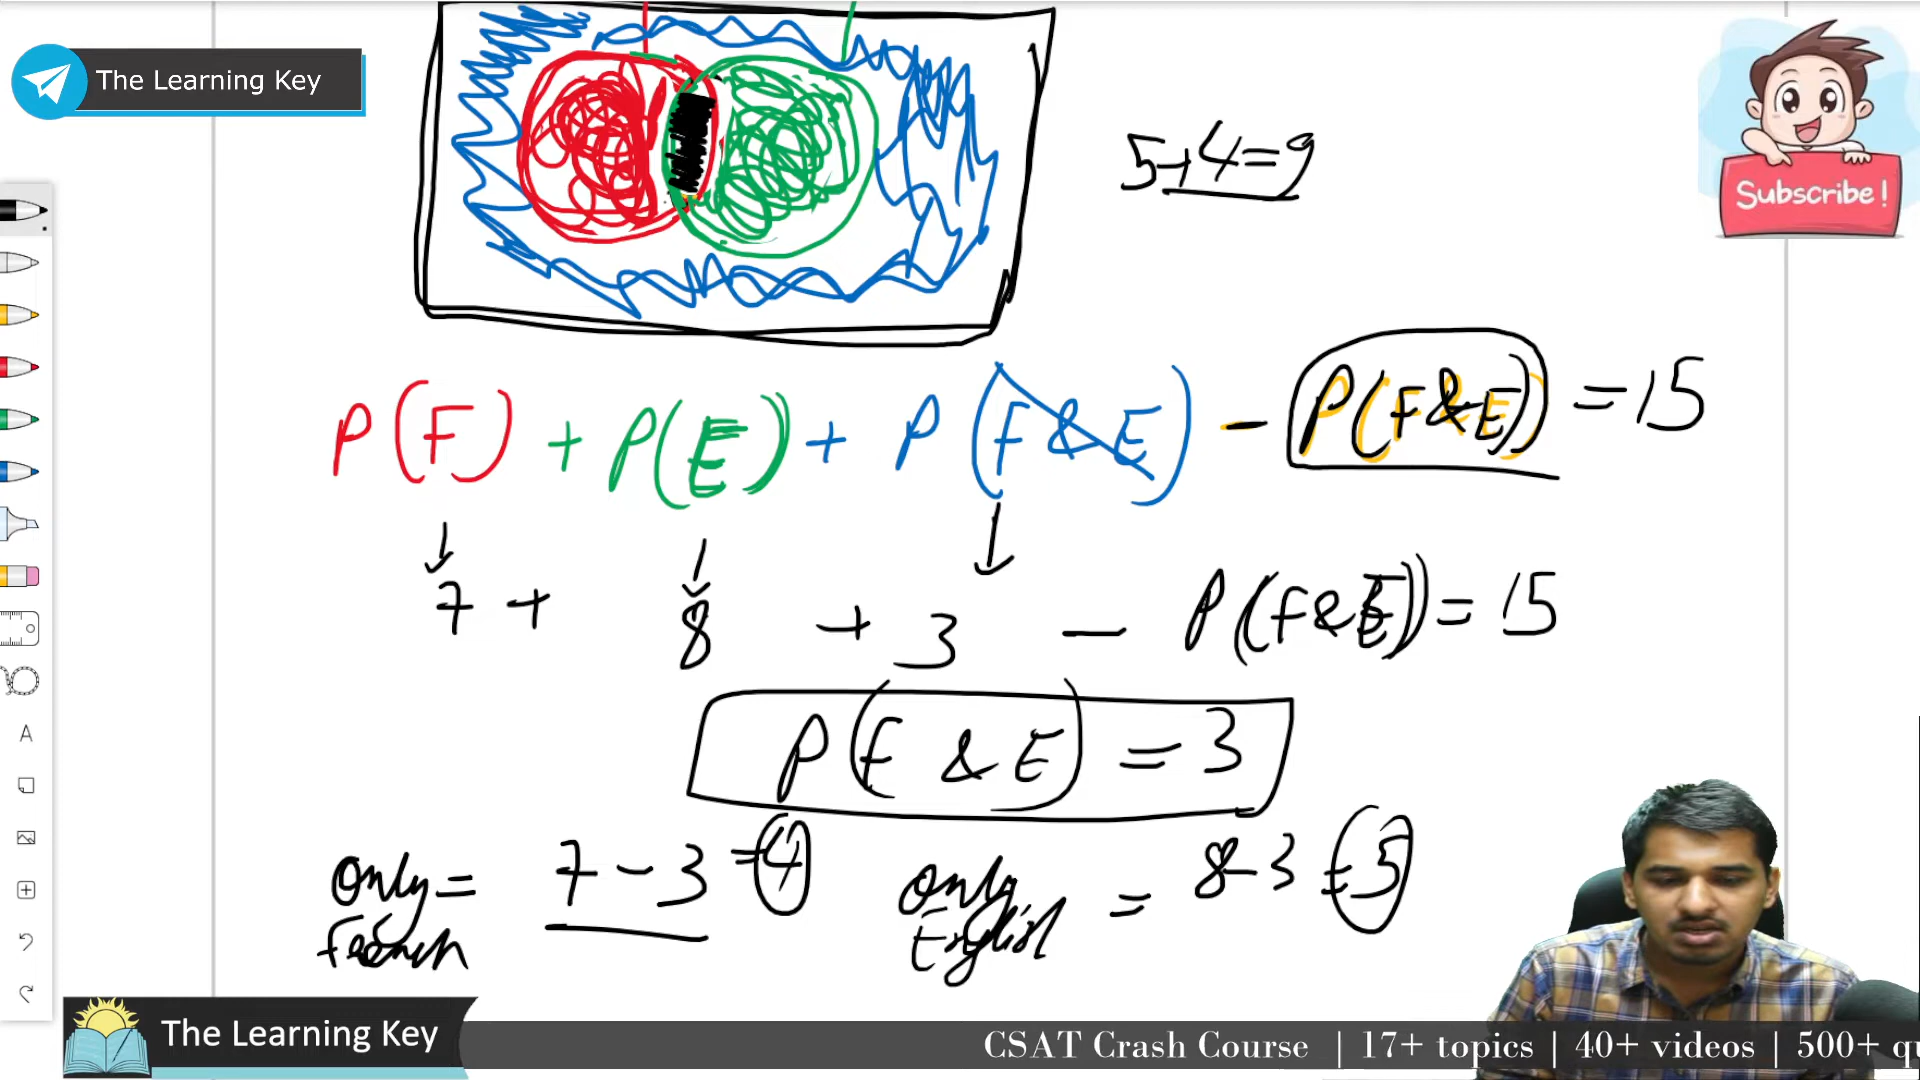 The Learning Key
Subscribe!
5+4=9
P(F) + P(E) + P(F & E) - P(F & E) = 15
7 + 8 + 3 - P(F & E) = 15
P(F & E) = 3
only French = 7 - 3 = 4
only English = 8 - 3 = 5
A
The Learning Key
CSAT Crash Course | 17+ topics | 40+ videos | 500+ qu